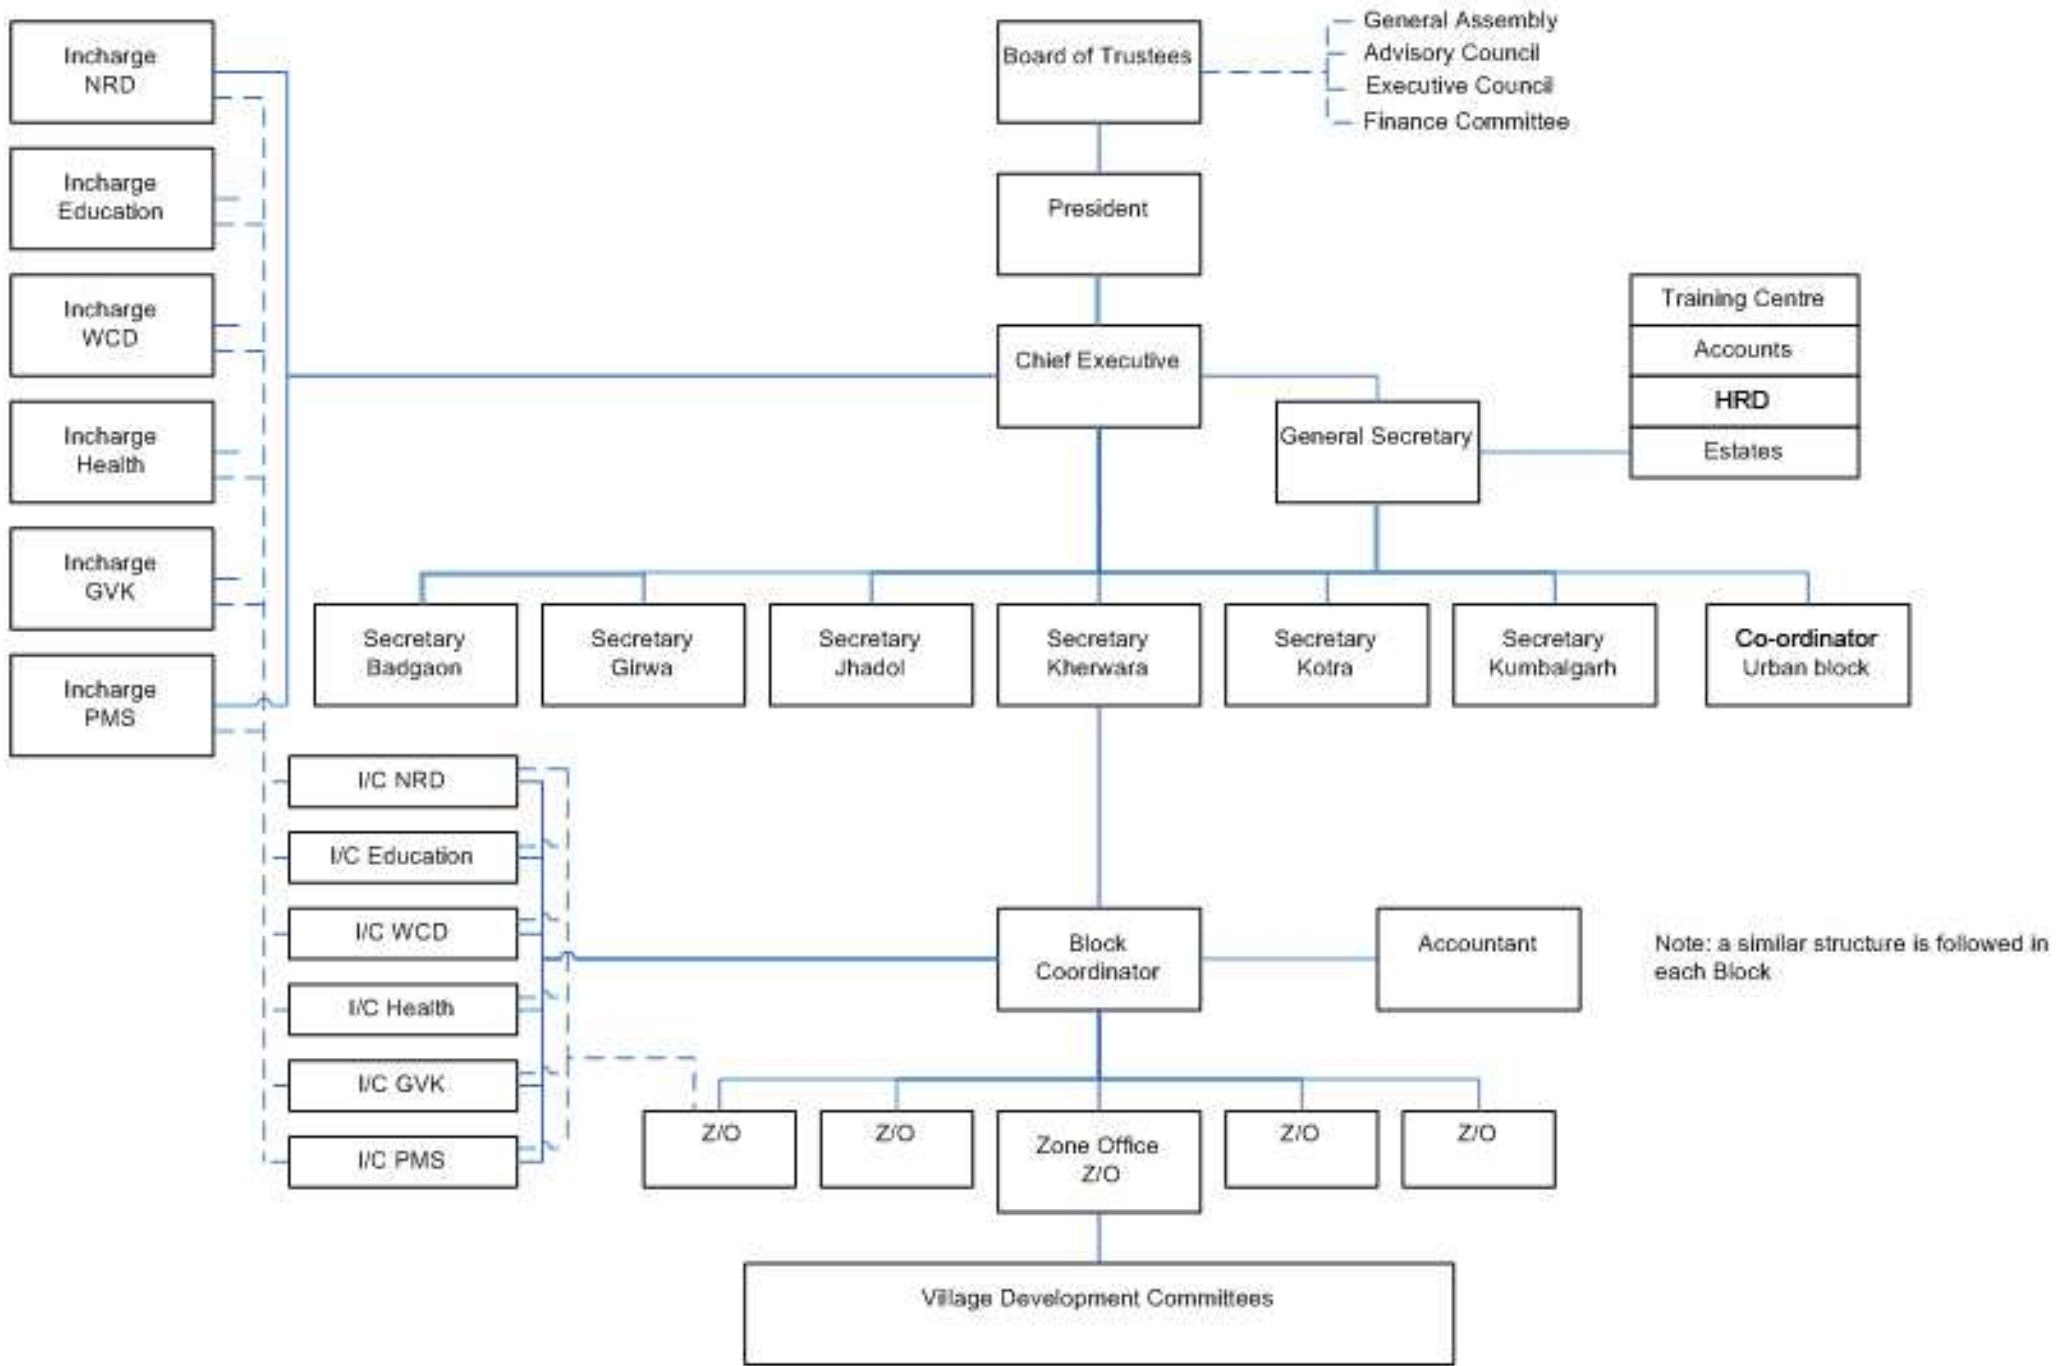 Incharge
NRD
Incharge
Education
Incharge
WCD
Incharge
Health
Incharge
GVK
Incharge
PMS
Board of Trustees
General Assembly
Advisory Council
Executive Council
Finance Committee
President
Chief Executive
General Secretary
Training Centre
Accounts
HRD
Estates
Secretary
Badgaon
Secretary
Girwa
Secretary
Jhadol
Secretary
Kherwara
Secretary
Kotra
Secretary
Kumbalgarh
Co-ordinator
Urban block
I/C NRD
I/C Education
I/C WCD
I/C Health
I/C GVK
I/C PMS
Block
Coordinator
Accountant
Note: a similar structure is followed in
each Block
Z/O
Z/O
Zone Office
Z/O
Z/O
Z/O
Village Development Committees